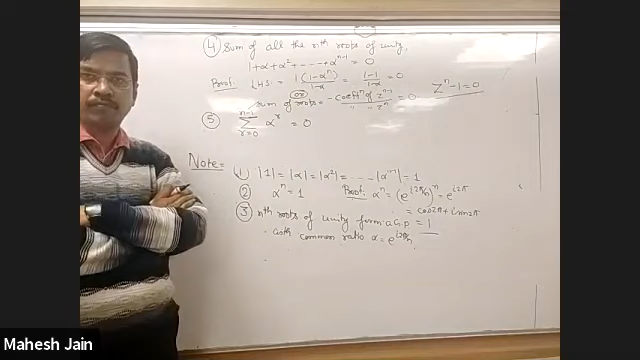 ④ Sum of all the nth roots of unity,
1+α+α²+ - - - - +αⁿ⁻¹ = 0
Proof: LHS. = 1(1-αⁿ)/1-α = 1-1/1-α = 0
(or)
sum of roots = -coeftⁿ of zⁿ⁻¹ / " " zⁿ = 0 Zⁿ-1=0
⑤ n-1 Σ r=0 αʳ = 0
Note:-
① |1| = |α| = |α²| = - - - |αⁿ⁻¹| = 1
② αⁿ = 1 Proof: αⁿ = (e^(i2π/n))ⁿ = e^(i2π)
= cos2π + i sin2π
= 1
③ nth roots of unity form a G.P
with common ratio α = e^(i2π/n)
Mahesh Jain